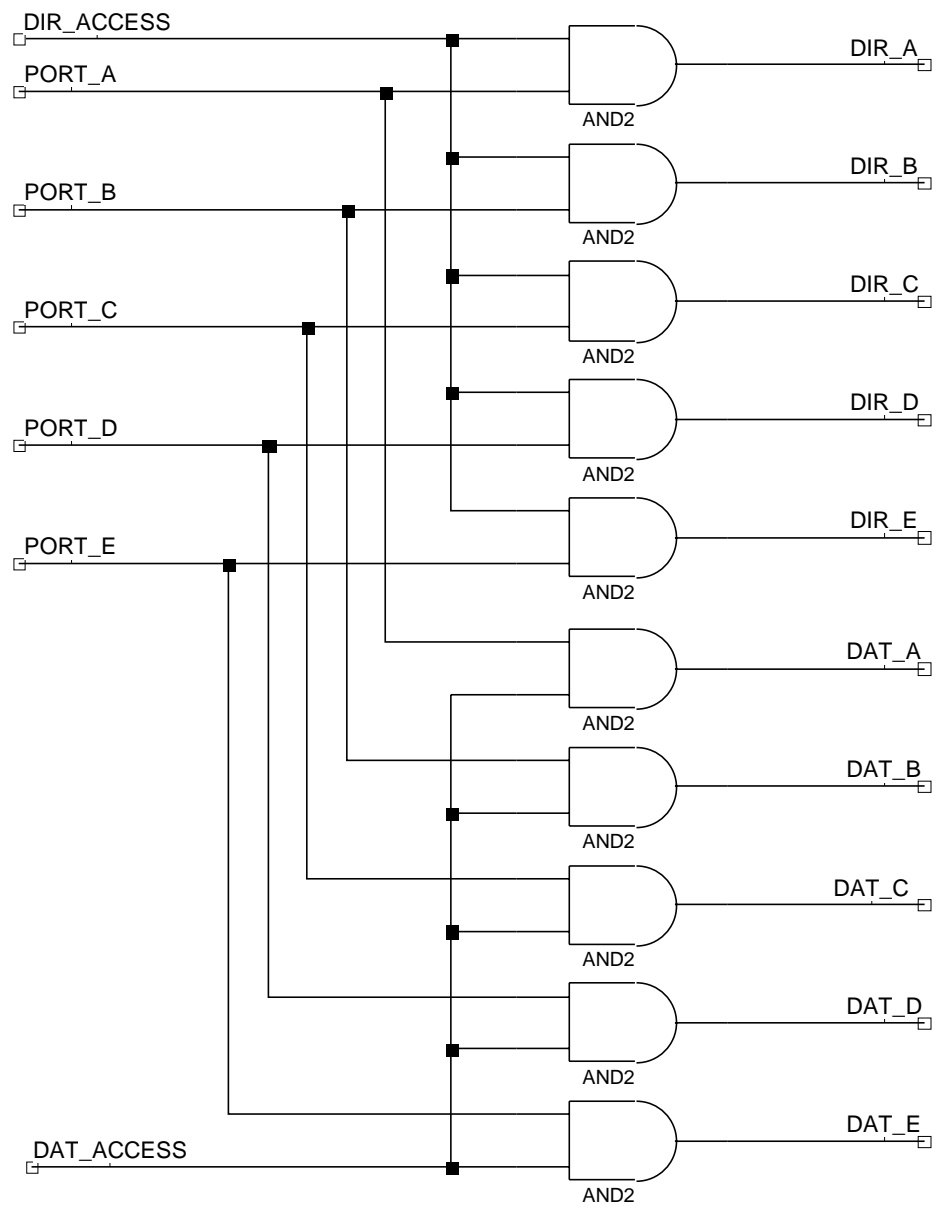 DIR_ACCESS
DIR_A
PORT_A
AND2
DIR_B
PORT_B
AND2
DIR_C
PORT_C
AND2
DIR_D
PORT_D
AND2
DIR_E
PORT_E
AND2
DAT_A
AND2
DAT_B
AND2
DAT_C
AND2
DAT_D
AND2
DAT_E
DAT_ACCESS
AND2